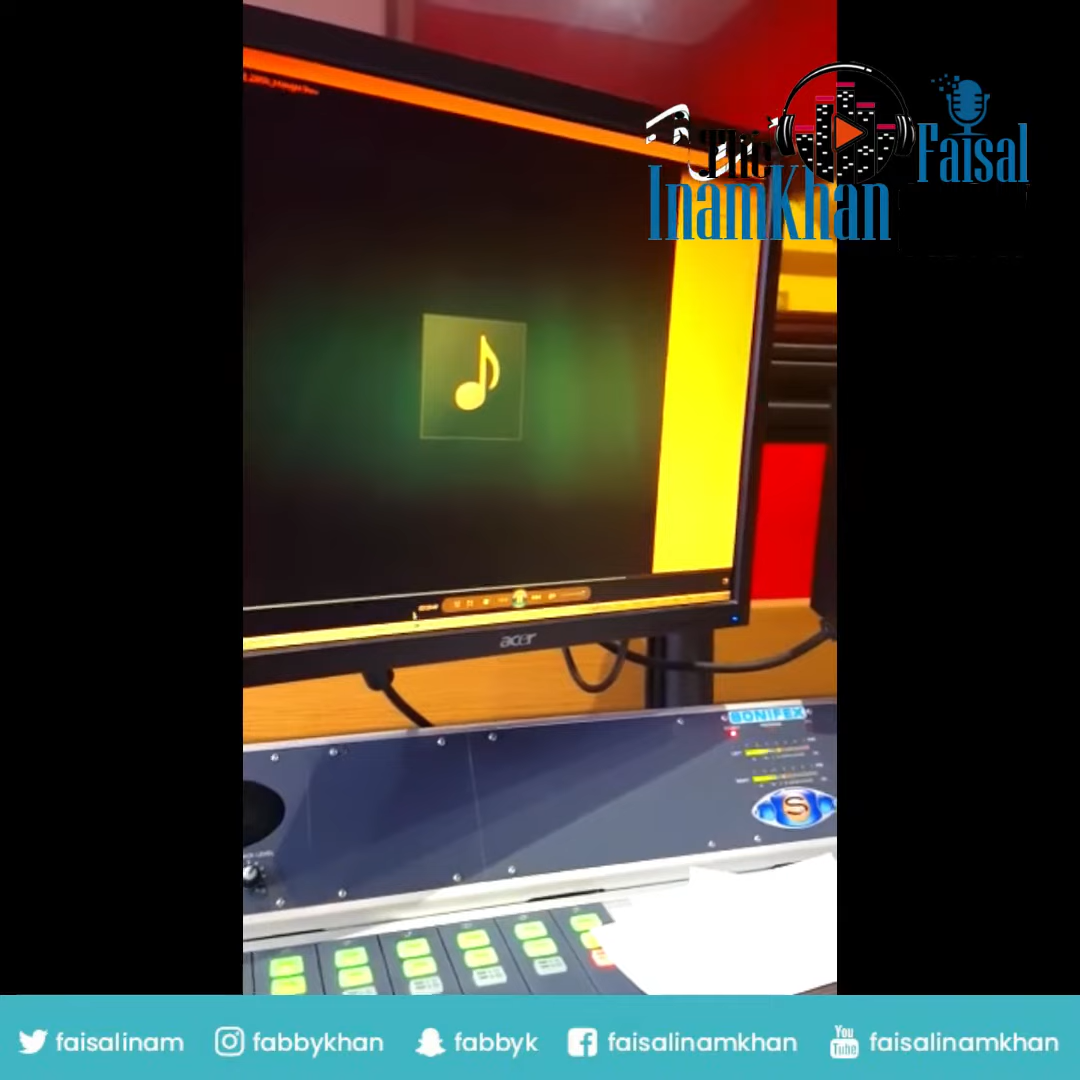 The
Faisal
InamKhan
acer
SONIFEX
S
faisalinam
fabbykhan
fabbyk
faisalinamkhan
You
Tube
faisalinamkhan